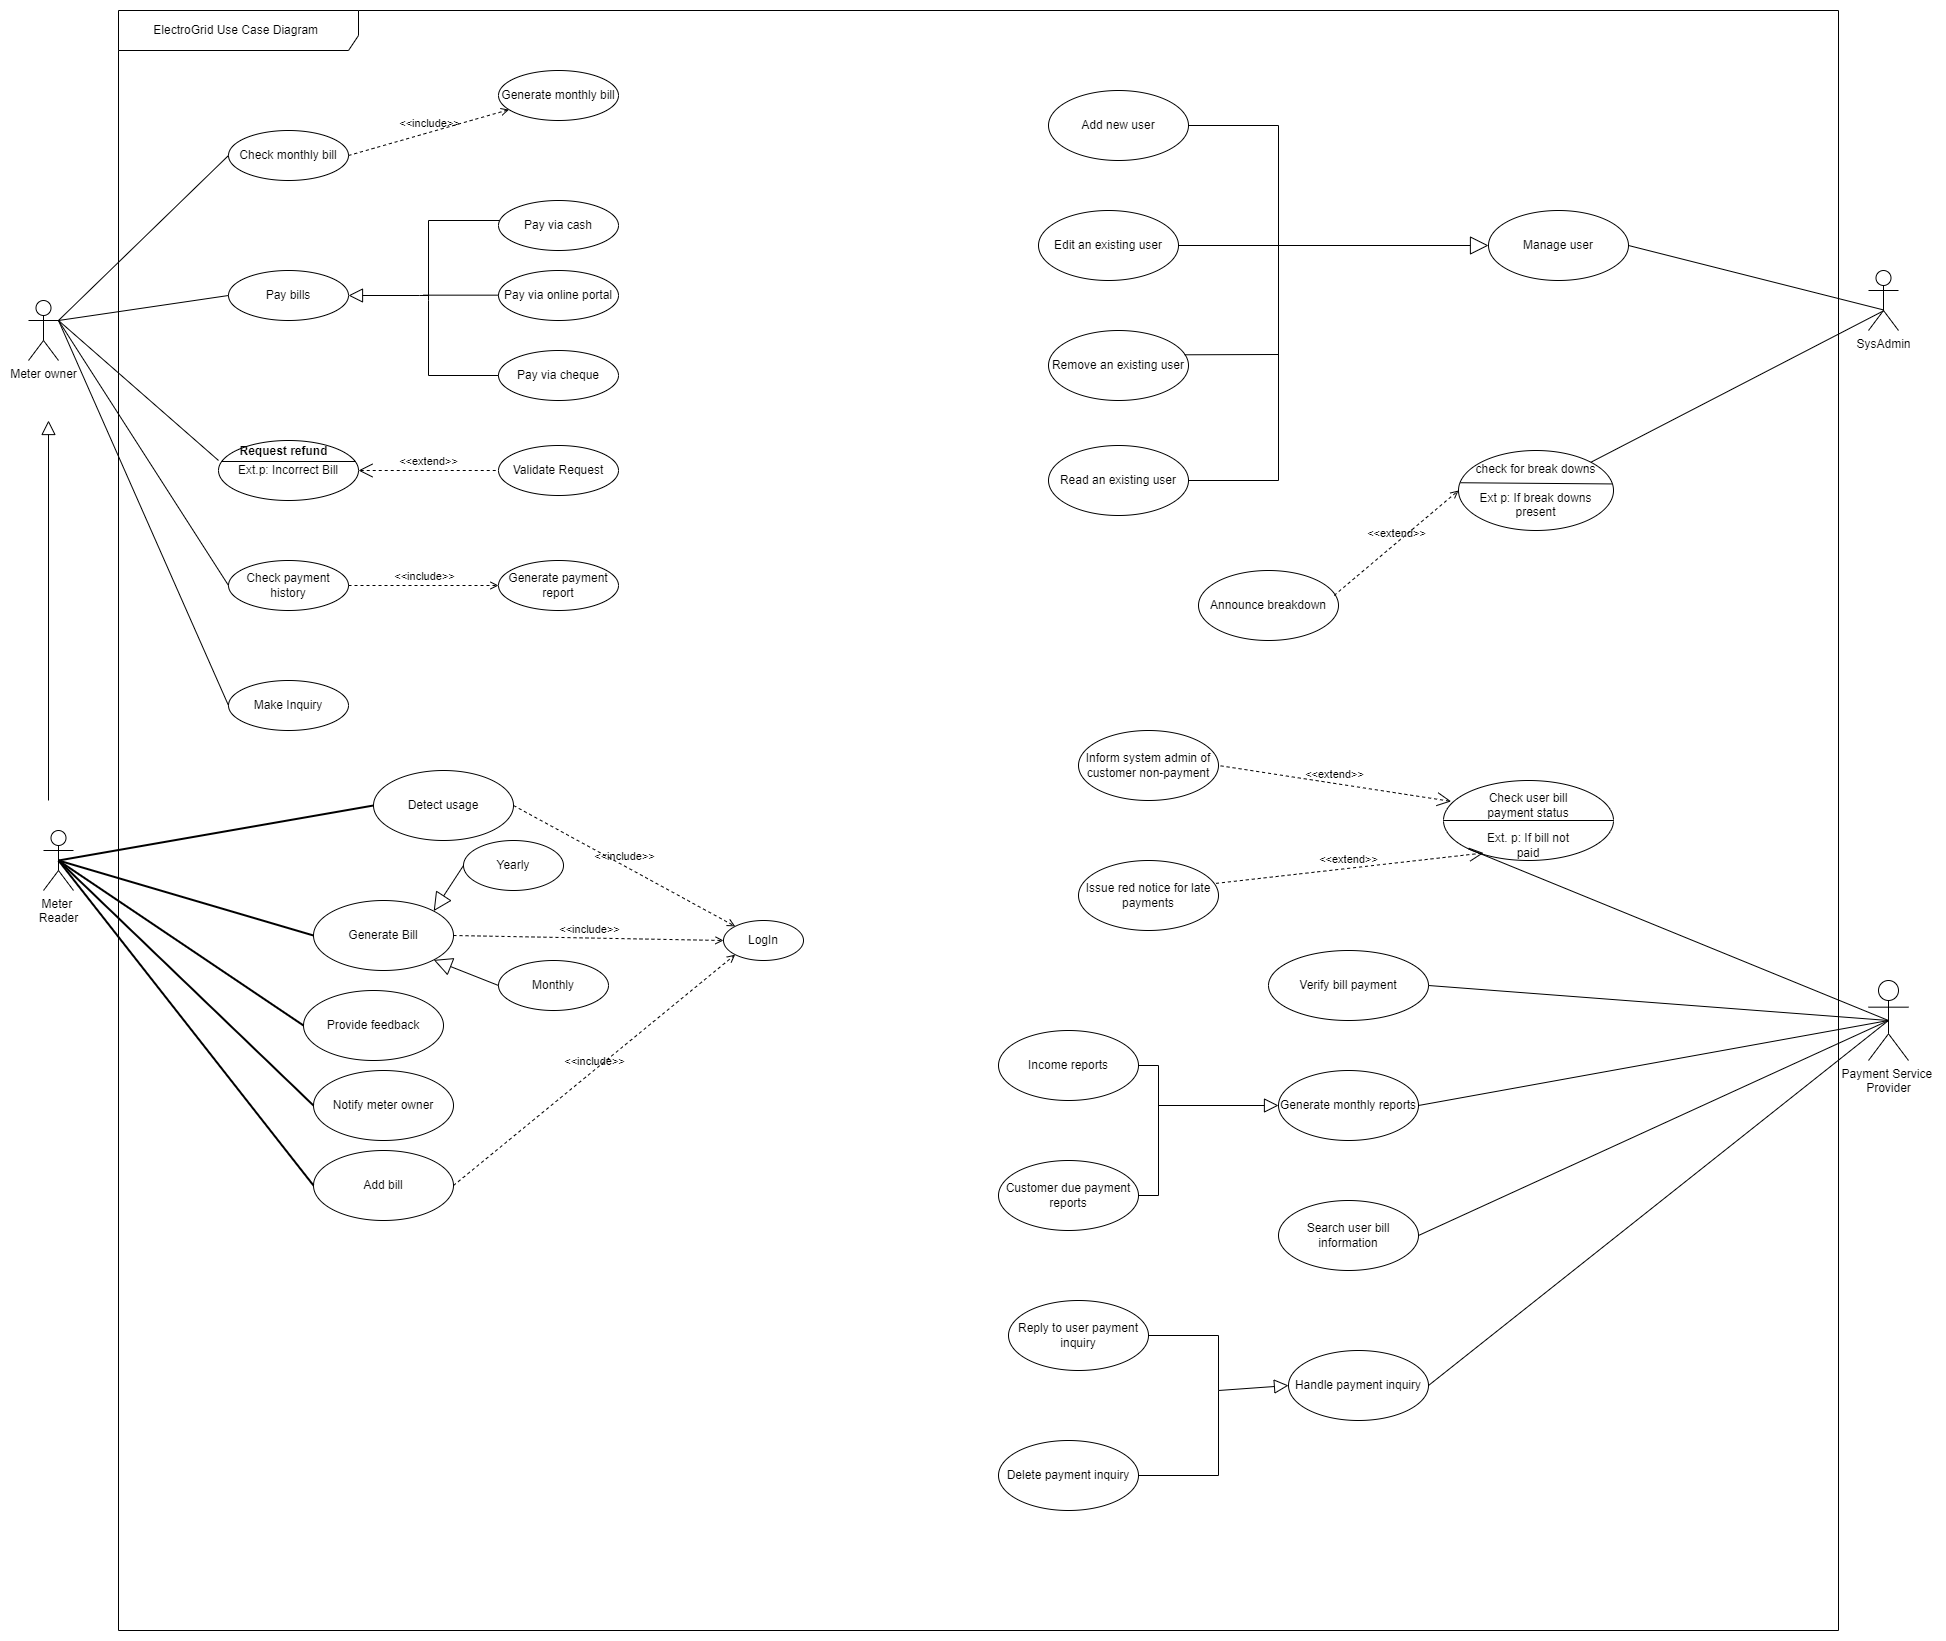 ElectroGrid Use Case Diagram
Generate monthly bill
<<include>>
Check monthly bill
Pay via cash
Pay bills
Pay via online portal
Pay via cheque
Meter owner
Request refund
Ext.p: Incorrect Bill
<<extend>>
Validate Request
Check payment
history
<<include>>
Generate payment
report
Make Inquiry
Add new user
Edit an existing user
Manage user
Remove an existing user
Read an existing user
SysAdmin
check for break downs
Ext p: If break downs
present
<<extend>>
Announce breakdown
Detect usage
<<include>>
Yearly
Meter
Reader
Generate Bill
<<include>>
LogIn
Monthly
Provide feedback
<<include>>
Notify meter owner
Add bill
Inform system admin of
customer non-payment
<<extend>>
Check user bill
payment status
Ext. p: If bill not
paid
<<extend>>
Issue red notice for late
payments
Verify bill payment
Income reports
Generate monthly reports
Payment Service
Provider
Customer due payment
reports
Search user bill
information
Reply to user payment
inquiry
Handle payment inquiry
Delete payment inquiry